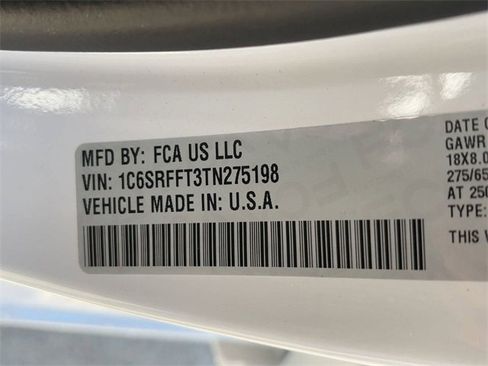 MFD BY: FCA US LLC
VIN: 1C6SRFFT3TN275198
VEHICLE MADE IN: U.S.A.
DATE O
GAWR
18X8.0
275/65
AT 250
TYPE:
THIS V